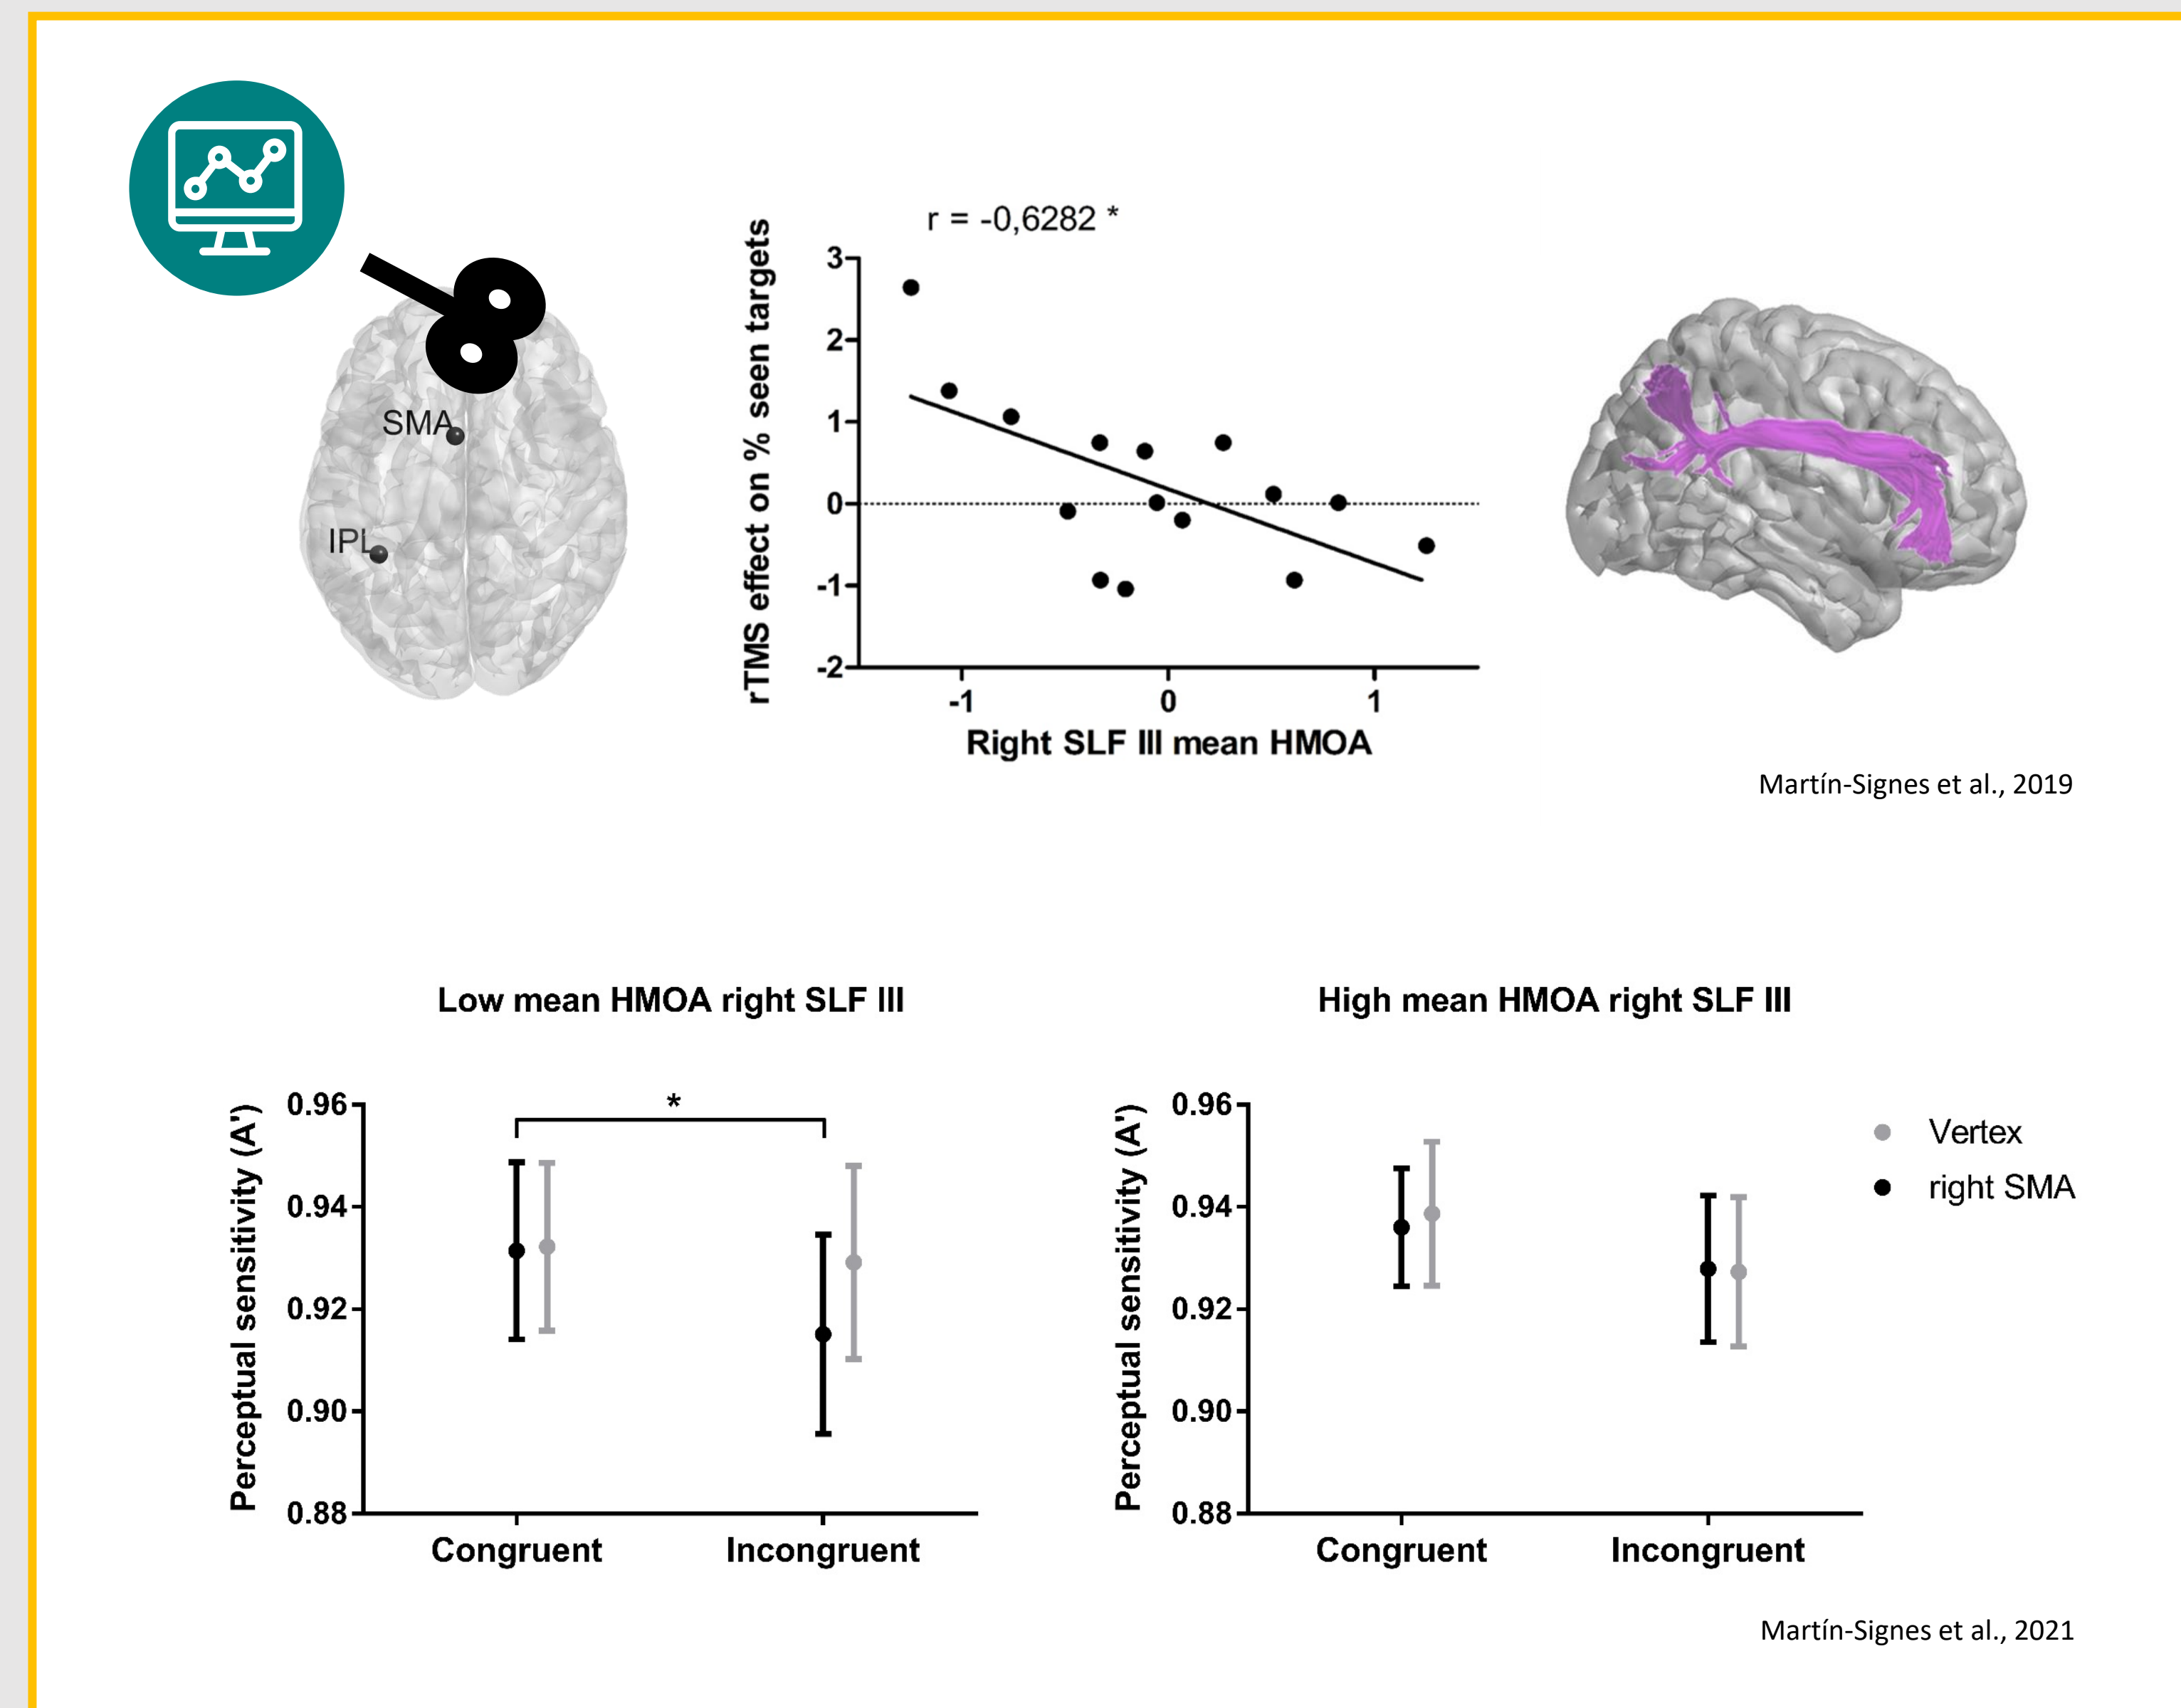 r = -0,6282 *
rTMS effect on % seen targets
3
2
1
0
-1
-2
-1 0 1
Right SLF III mean HMOA
SMA
IPL
Martín-Signes et al., 2019
Low mean HMOA right SLF III
Perceptual sensitivity (A')
0.96
0.94
0.92
0.90
0.88
*
Congruent Incongruent
High mean HMOA right SLF III
Perceptual sensitivity (A')
0.96
0.94
0.92
0.90
0.88
Congruent Incongruent
Vertex
right SMA
Martín-Signes et al., 2021